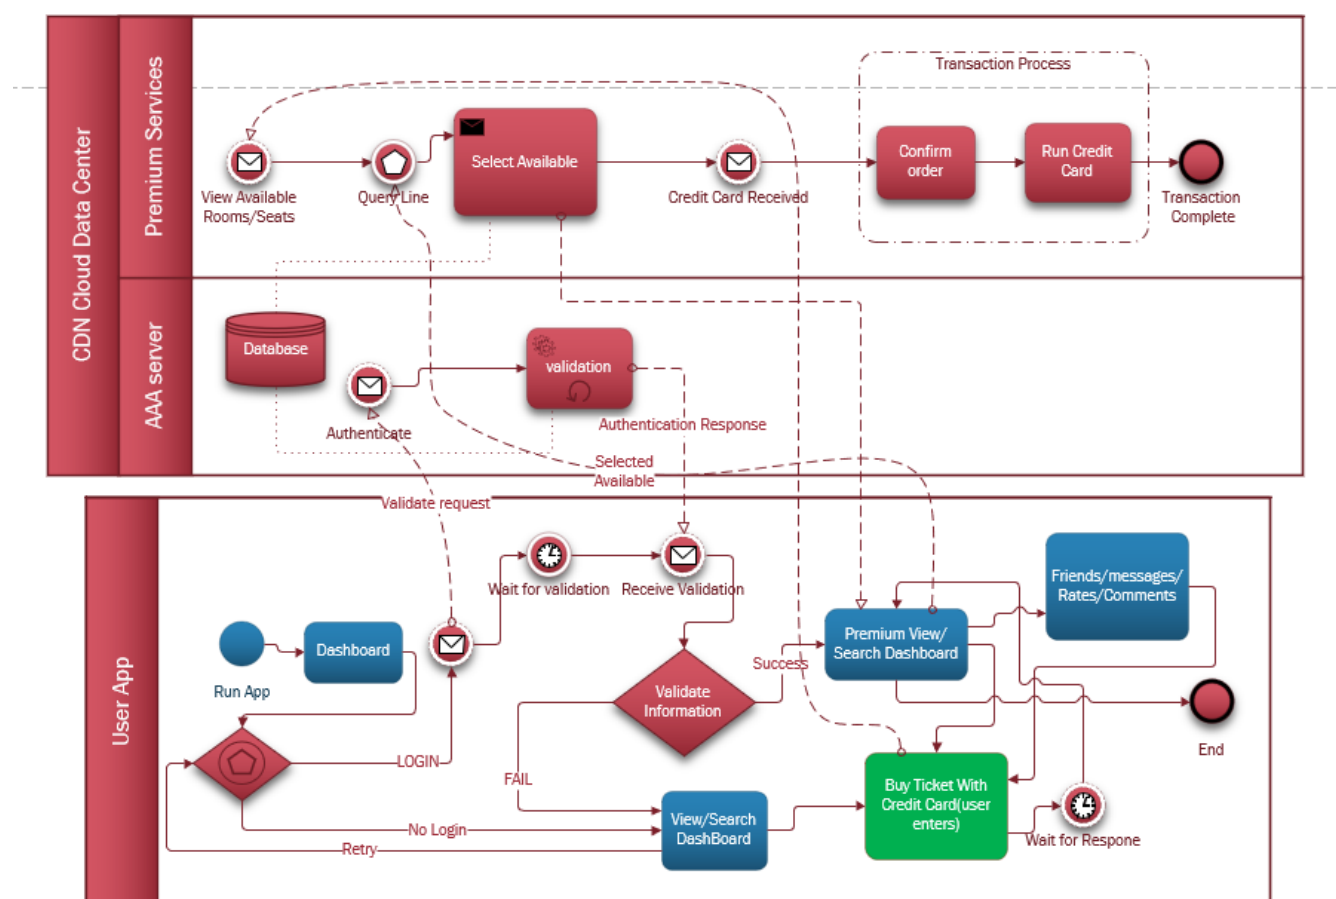 CDN Cloud Data Center
Premium Services
Transaction Process
Select Available
Confirm
order
Run Credit
Card
View Available
Rooms/Seats
Query Line
Credit Card Received
Transaction
Complete
AAA server
Database
validation
Authenticate
Authentication Response
Selected
Available
Validate request
User App
Wait for validation
Receive Validation
Friends/messages/
Rates/Comments
Run App
Dashboard
Premium View/
Search Dashboard
Success
Validate
Information
End
LOGIN
FAIL
Buy Ticket With
Credit Card(user
enters)
View/Search
DashBoard
No Login
Retry
Wait for Respone